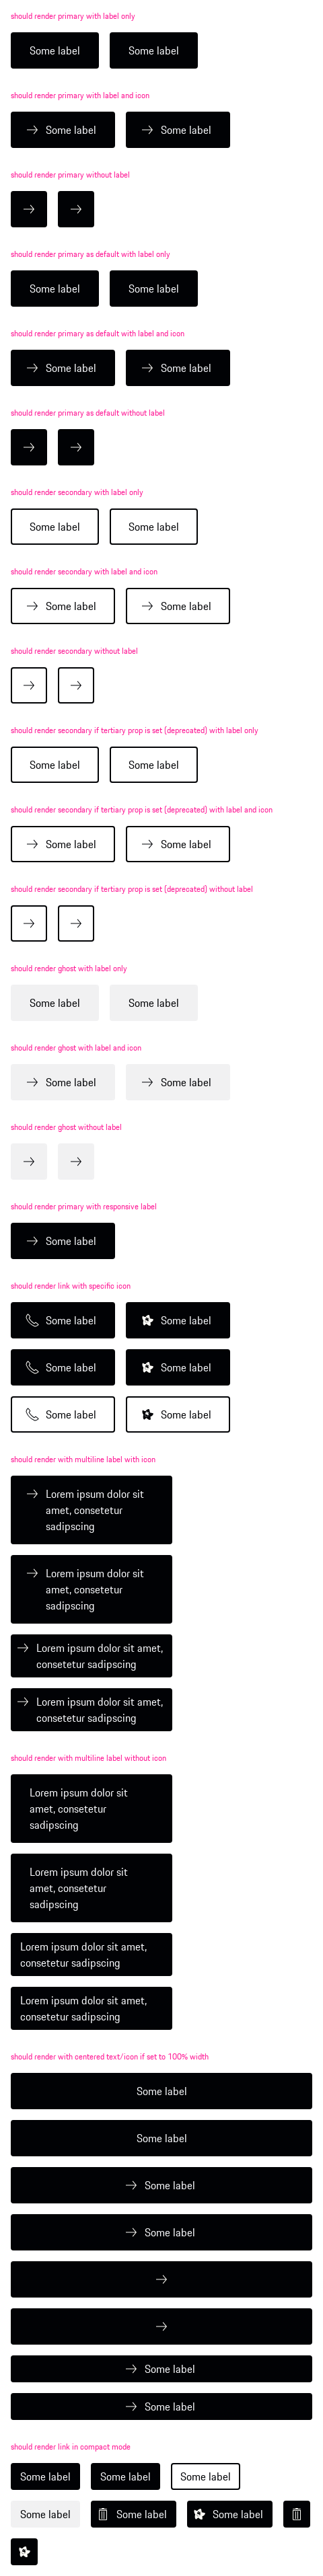 should render primary with label only
Some label Some label
should render primary with label and icon
Some label Some label
should render primary without label
should render primary as default with label only
Some label Some label
should render primary as default with label and icon
Some label Some label
should render primary as default without label
should render secondary with label only
Some label Some label
should render secondary with label and icon
Some label Some label
should render secondary without label
should render secondary if tertiary prop is set (deprecated) with label only
Some label Some label
should render secondary if tertiary prop is set (deprecated) with label and icon
Some label Some label
should render secondary if tertiary prop is set (deprecated) without label
should render ghost with label only
Some label Some label
should render ghost with label and icon
Some label Some label
should render ghost without label
should render primary with responsive label
Some label
should render link with specific icon
Some label Some label
Some label Some label
Some label Some label
should render with multiline label with icon
Lorem ipsum dolor sit
amet, consetetur
sadipscing
Lorem ipsum dolor sit
amet, consetetur
sadipscing
Lorem ipsum dolor sit amet,
consetetur sadipscing
Lorem ipsum dolor sit amet,
consetetur sadipscing
should render with multiline label without icon
Lorem ipsum dolor sit
amet, consetetur
sadipscing
Lorem ipsum dolor sit
amet, consetetur
sadipscing
Lorem ipsum dolor sit amet,
consetetur sadipscing
Lorem ipsum dolor sit amet,
consetetur sadipscing
should render with centered text/icon if set to 100% width
Some label
Some label
Some label
Some label
Some label
Some label
should render link in compact mode
Some label Some label Some label
Some label Some label Some label